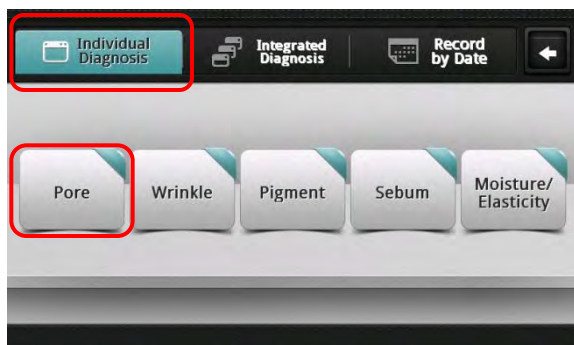 Individual
Diagnosis
Integrated
Diagnosis
Record
by Date
Pore
Wrinkle
Pigment
Sebum
Moisture/
Elasticity